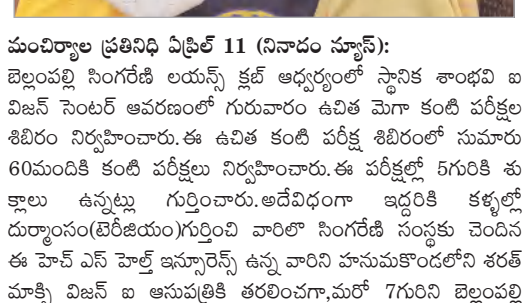 మంచిర్యాల ప్రతినిధి ఏప్రిల్ 11 (నినాదం న్యూస్):
బెల్లంపల్లి సింగరేణి లయన్స్ క్లబ్ ఆధ్వర్యంలో స్థానిక శాంభవి ఐ
విజన్ సెంటర్ ఆవరణంలో గురువారం ఉచిత మెగా కంటి పరీక్షల
శిబిరం నిర్వహించారు.ఈ ఉచిత కంటి పరీక్ష శిబిరంలో సుమారు
60మందికి కంటి పరీక్షలు నిర్వహించారు.ఈ పరీక్షల్లో 5గురికి శు
క్లాలు ఉన్నట్లు గుర్తించారు.అదేవిధంగా ఇద్దరికి కళ్ళల్లో
దుర్మాంసం(టెరీజియం)గుర్తించి వారిలొ సింగరేణి సంస్థకు చెందిన
ఈ హెచ్ ఎస్ హెల్త్ ఇన్సూరెన్స్ ఉన్న వారిని హనుమకొండలోని శరత్
మాక్సి విజన్ ఐ ఆసుపత్రికి తరలించగా,మరో 7గురిని బెల్లంపల్లి